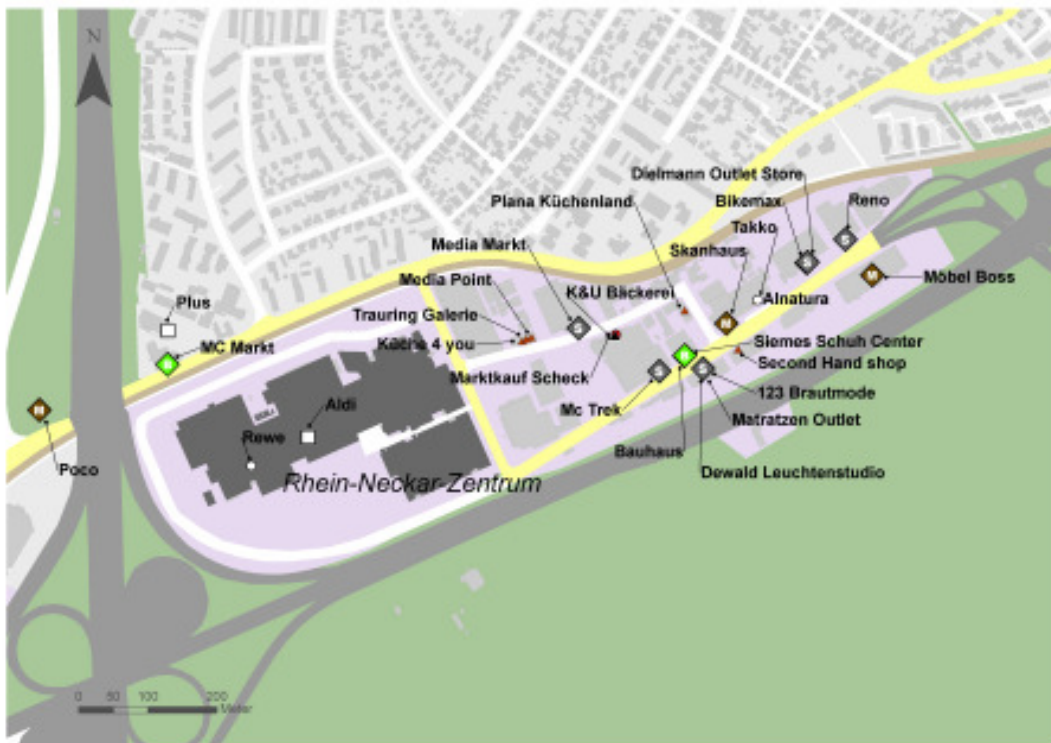 N
Dielmann Outlet Store
Bikemax
Reno
Plana Küchenland
Takko
Media Markt
Skanhaus
Media Point
K&U Bäckerei
Möbel Boss
Alnatura
Plus
Trauring Galerie
MC Markt
Küche 4 you
Siemes Schuh Center
Marktkauf Scheck
Second Hand shop
123 Brautmode
Aldi
Mc Trek
Matratzen Outlet
Rewe
Bauhaus
Poco
Dewald Leuchtenstudio
Rhein-Neckar-Zentrum
0 50 100 200
Meter